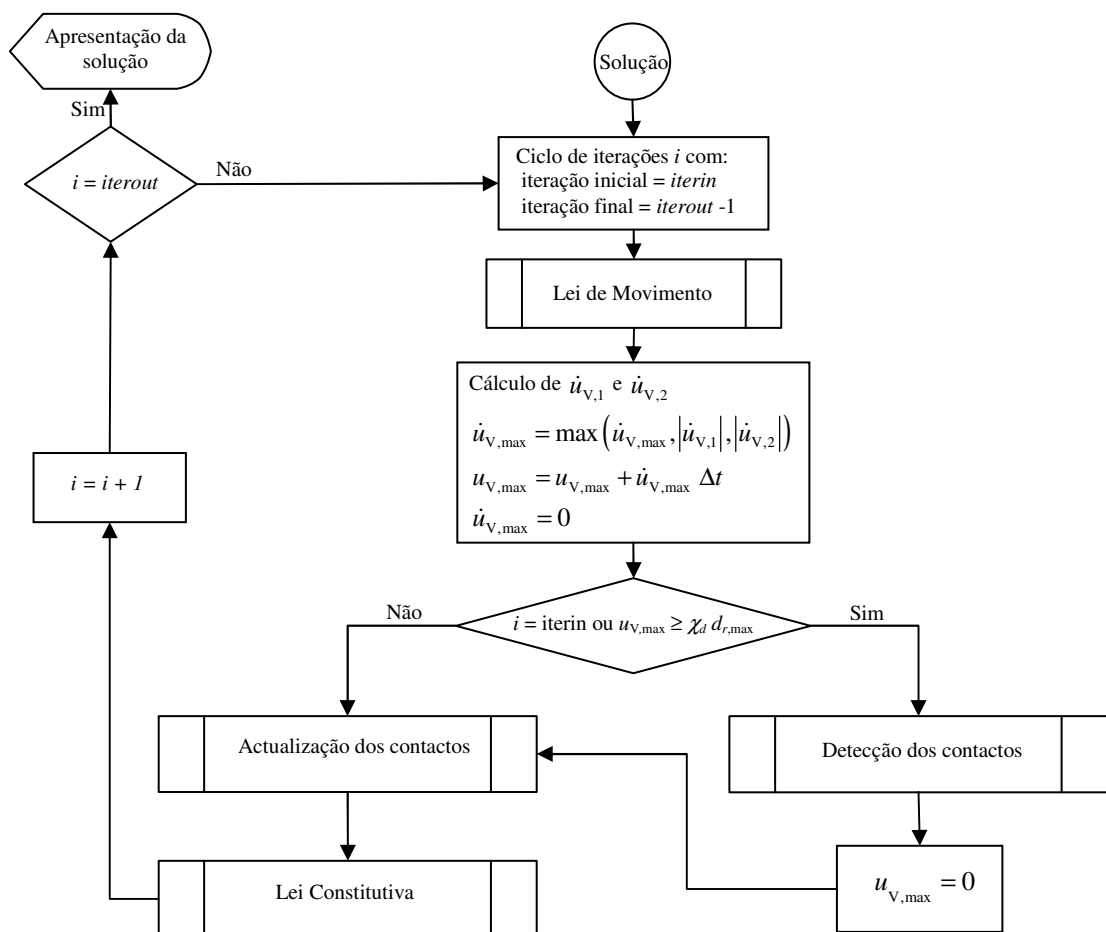 Apresentação da
solução
Sim
i = iterout
Não
Solução
Ciclo de iterações i com:
iteração inicial = iterin
iteração final = iterout -1
Lei de Movimento
Cálculo de u̇V,1 e u̇V,2
u̇V,max = max(u̇V,max, |u̇V,1|, |u̇V,2|)
uV,max = uV,max + u̇V,max Δt
u̇V,max = 0
i = i + 1
Não
i = iterin ou uV,max ≥ χd dr,max
Sim
Actualização dos contactos
Detecção dos contactos
Lei Constitutiva
uV,max = 0